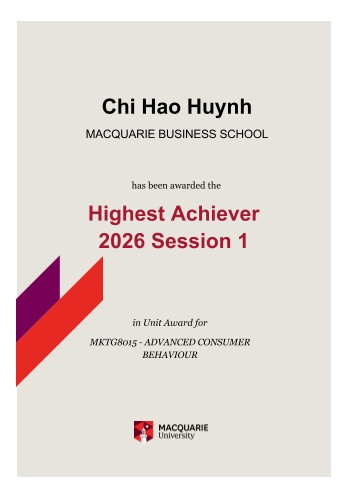 Chi Hao Huynh
MACQUARIE BUSINESS SCHOOL
has been awarded the
Highest Achiever
2026 Session 1
in Unit Award for
MKTG8015 - ADVANCED CONSUMER
BEHAVIOUR
MACQUARIE
University